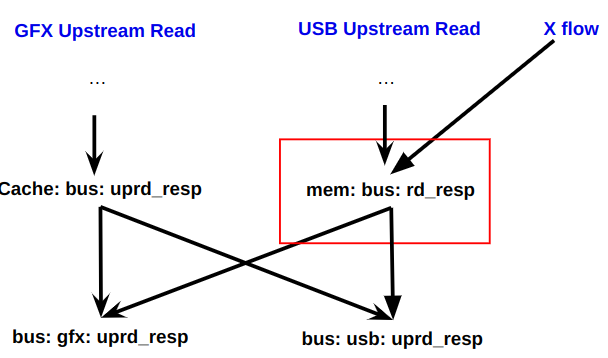 GFX Upstream Read
USB Upstream Read
X flow
...
...
Cache: bus: uprd_resp
mem: bus: rd_resp
bus: gfx: uprd_resp
bus: usb: uprd_resp